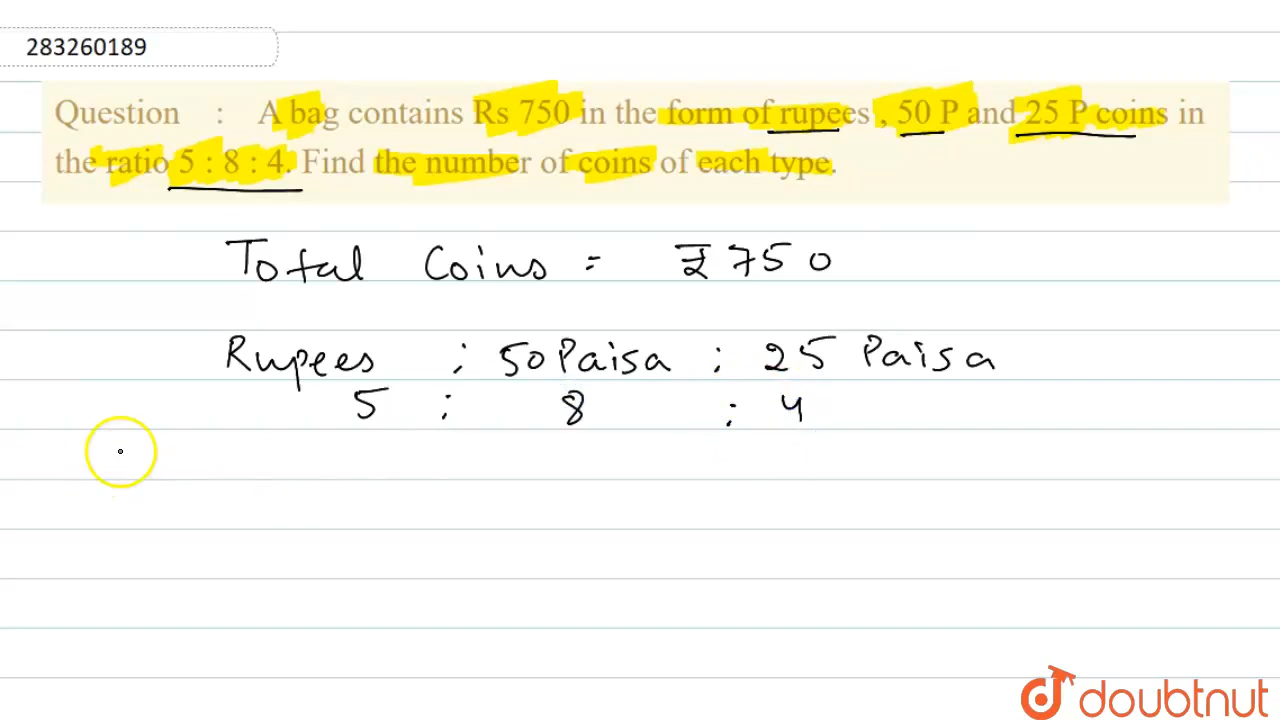 283260189
Question : A bag contains Rs 750 in the form of rupees , 50 P and 25 P coins in
the ratio 5 : 8 : 4. Find the number of coins of each type.
Total Coins = ₹750
Rupees : 50 Paisa : 25 Paisa
5 : 8 : 4
doubtnut